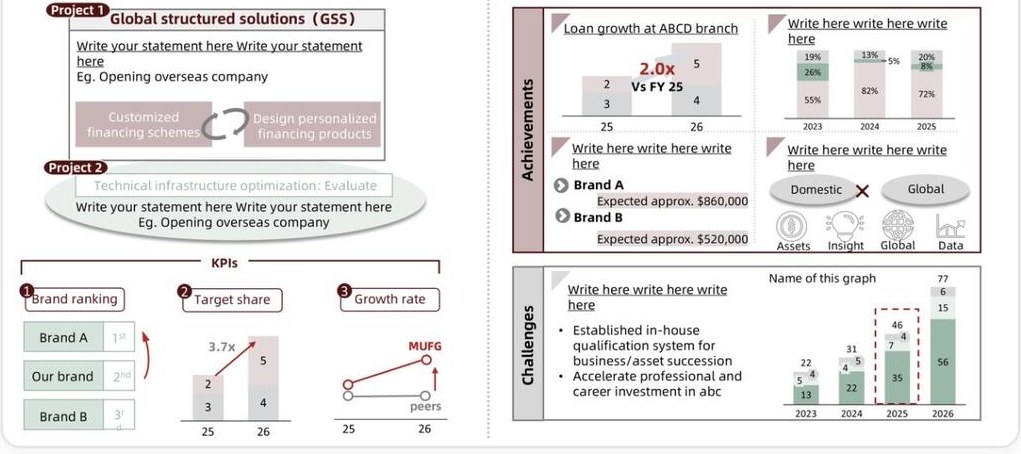 Project 1
Global structured solutions (GSS)
Write your statement here Write your statement
here
Eg. Opening overseas company
Customized
financing schemes
Design personalized
financing products
Project 2
Technical infrastructure optimization: Evaluate
Write your statement here Write your statement here
Eg. Opening overseas company
KPIs
1
Brand ranking
Brand A
1st
Our brand
2nd
Brand B
3r
d
2
Target share
3.7x
2
3
5
4
25
26
3
Growth rate
MUFG
peers
25
26
Achievements
Loan growth at ABCD branch
2.0x
Vs FY 25
2
3
5
4
25
26
Write here write here write
here
19%
26%
55%
13%
5%
82%
20%
8%
72%
2023
2024
2025
Write here write here write
here
Brand A
Expected approx. $860,000
Brand B
Expected approx. $520,000
Write here write here write
here
Domestic
Global
Assets
Insight
Global
Data
Challenges
Write here write here write
here
• Established in-house
qualification system for
business/asset succession
• Accelerate professional and
career investment in abc
Name of this graph
22
4
5
13
31
5
4
22
46
4
7
35
77
6
15
56
2023
2024
2025
2026